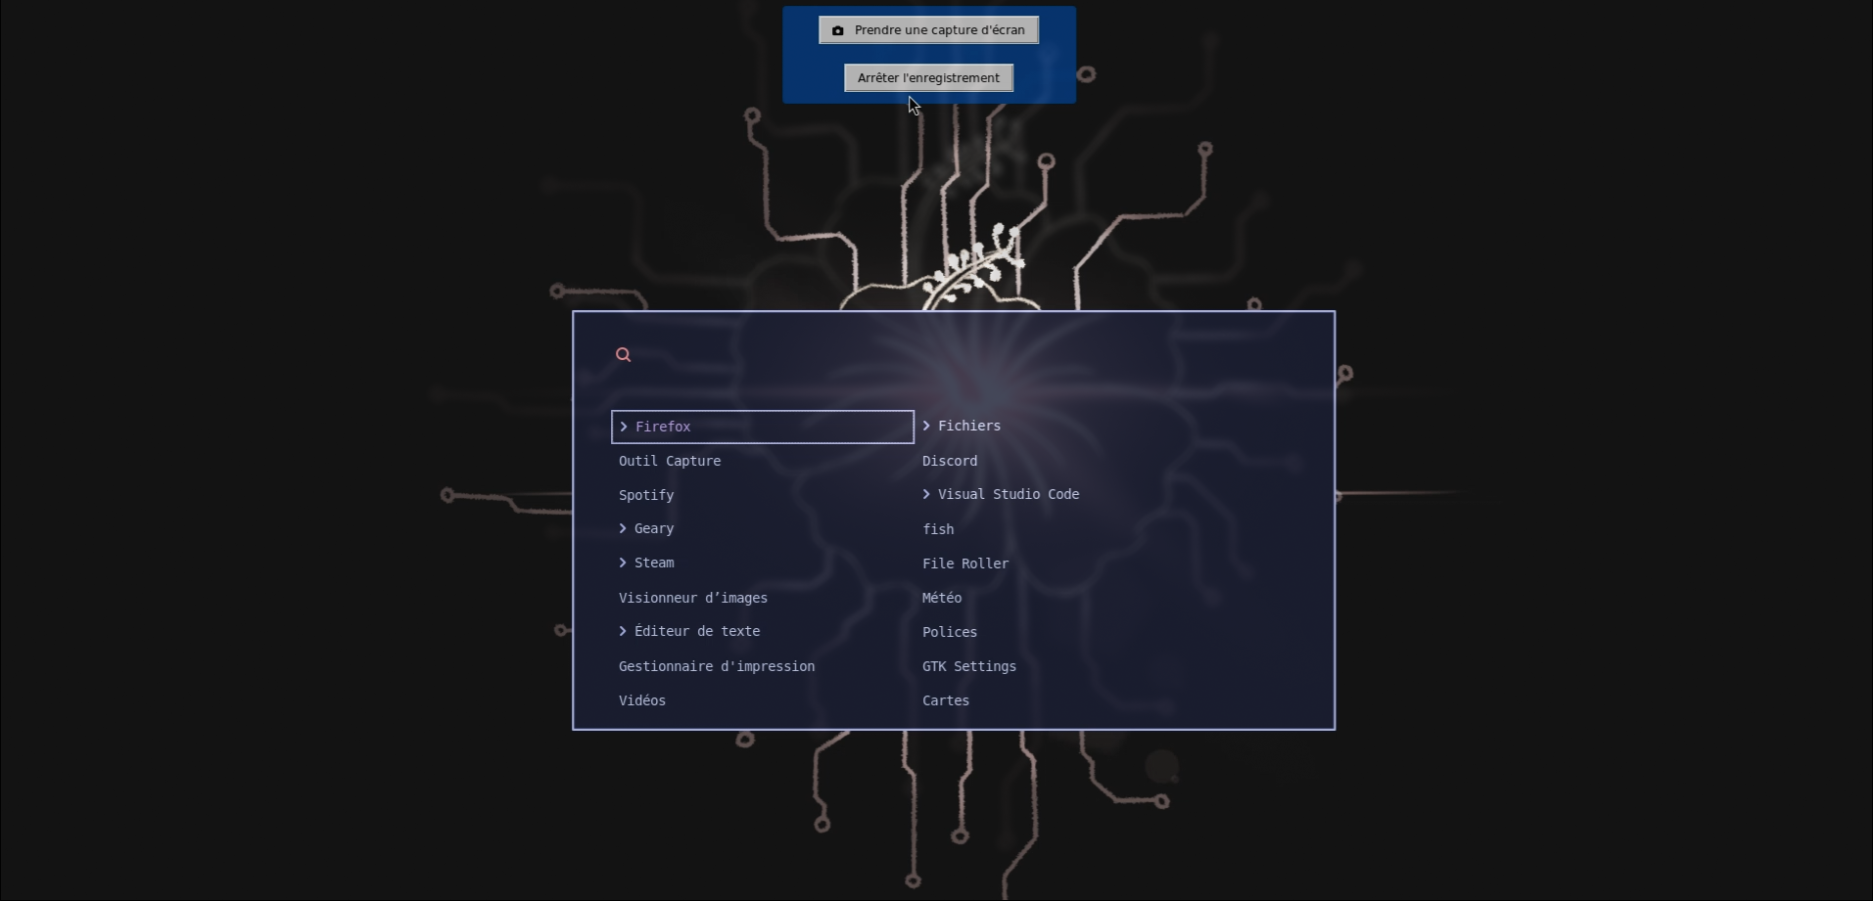 Prendre une capture d'écran
Arrêter l'enregistrement
Firefox
Fichiers
Outil Capture
Discord
Spotify
Visual Studio Code
Geary
fish
Steam
File Roller
Visionneur d’images
Météo
Éditeur de texte
Polices
Gestionnaire d'impression
GTK Settings
Vidéos
Cartes